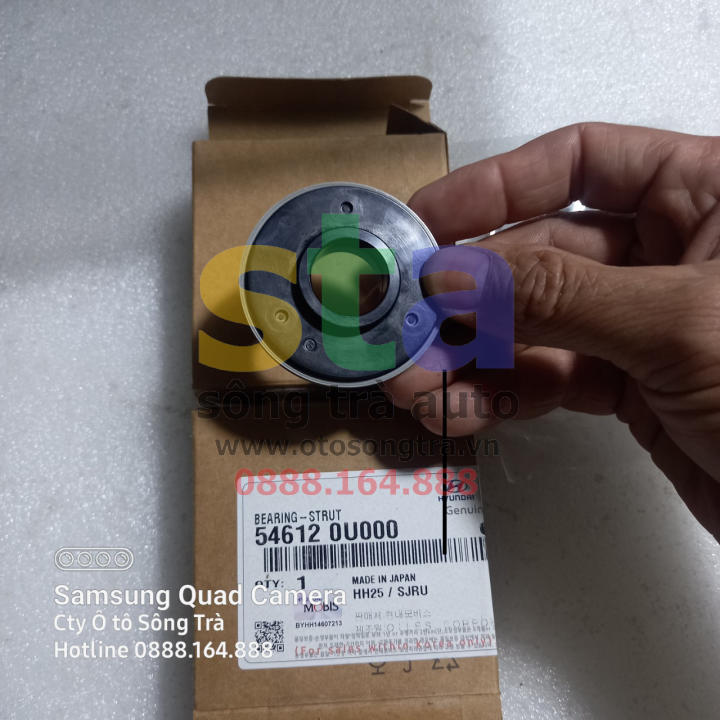 sta
sông trà auto
www.otosongtra.vn
0888.164.888
HYUNDAI
BEARING-STRUT
54612 0U000
QTY: 1
MADE IN JAPAN
HH25 / SJRU
MOBIS
BYHH14607213
Samsung Quad Camera
Cty Ô tô Sông Trà
Hotline 0888.164.888